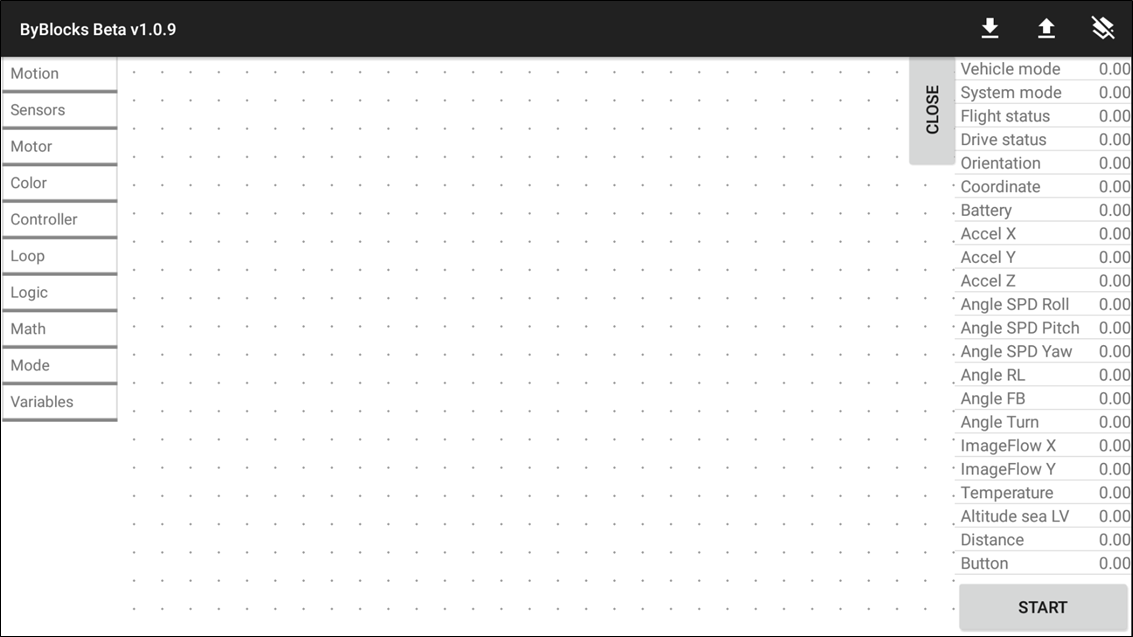 ByBlocks Beta v1.0.9
Motion
Sensors
Motor
Color
Controller
Loop
Logic
Math
Mode
Variables
CLOSE
Vehicle mode 0.00
System mode 0.00
Flight status 0.00
Drive status 0.00
Orientation 0.00
Coordinate 0.00
Battery 0.00
Accel X 0.00
Accel Y 0.00
Accel Z 0.00
Angle SPD Roll 0.00
Angle SPD Pitch 0.00
Angle SPD Yaw 0.00
Angle RL 0.00
Angle FB 0.00
Angle Turn 0.00
ImageFlow X 0.00
ImageFlow Y 0.00
Temperature 0.00
Altitude sea LV 0.00
Distance 0.00
Button 0.00
START